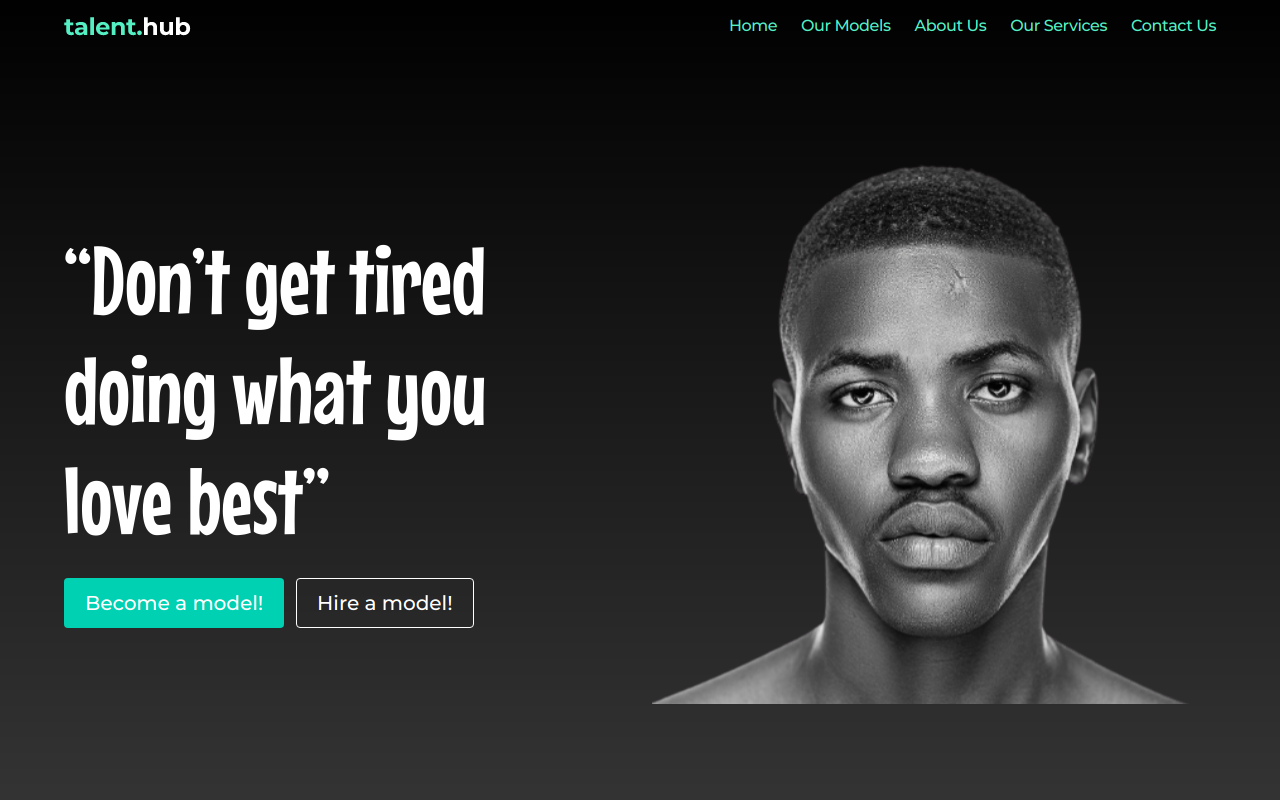 talent.hub
Home Our Models About Us Our Services Contact Us
“Don’t get tired
doing what you
love best”
Become a model! Hire a model!